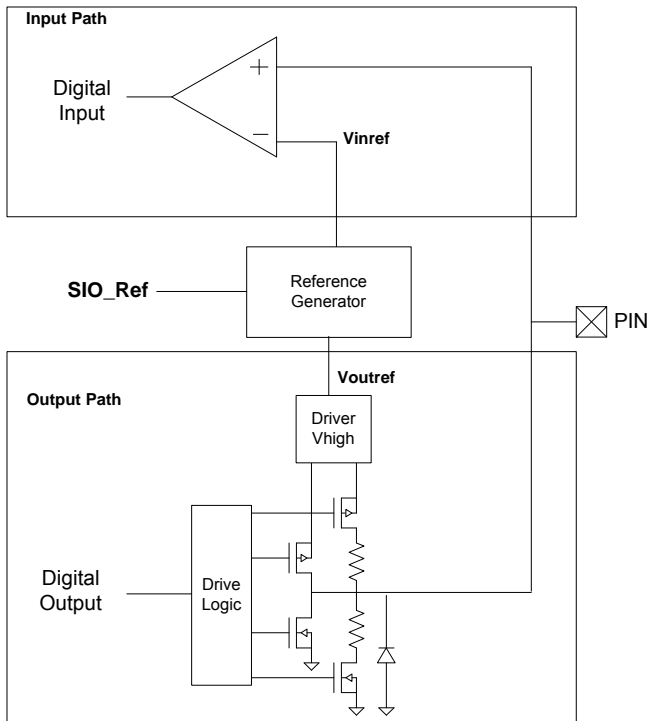 Input Path
+
Digital
Input
−
Vinref
Reference
Generator
SIO_Ref
PIN
Voutref
Output Path
Driver
Vhigh
Digital
Output
Drive
Logic